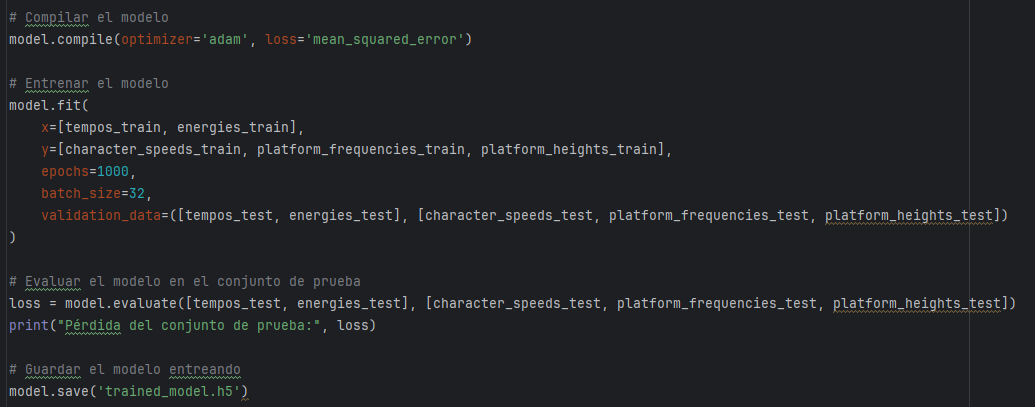 # Compilar el modelo
model.compile(optimizer='adam', loss='mean_squared_error')
# Entrenar el modelo
model.fit(
x=[tempos_train, energies_train],
y=[character_speeds_train, platform_frequencies_train, platform_heights_train],
epochs=1000,
batch_size=32,
validation_data=([tempos_test, energies_test], [character_speeds_test, platform_frequencies_test, platform_heights_test])
)
# Evaluar el modelo en el conjunto de prueba
loss = model.evaluate([tempos_test, energies_test], [character_speeds_test, platform_frequencies_test, platform_heights_test])
print("Pérdida del conjunto de prueba:", loss)
# Guardar el modelo entreando
model.save('trained_model.h5')